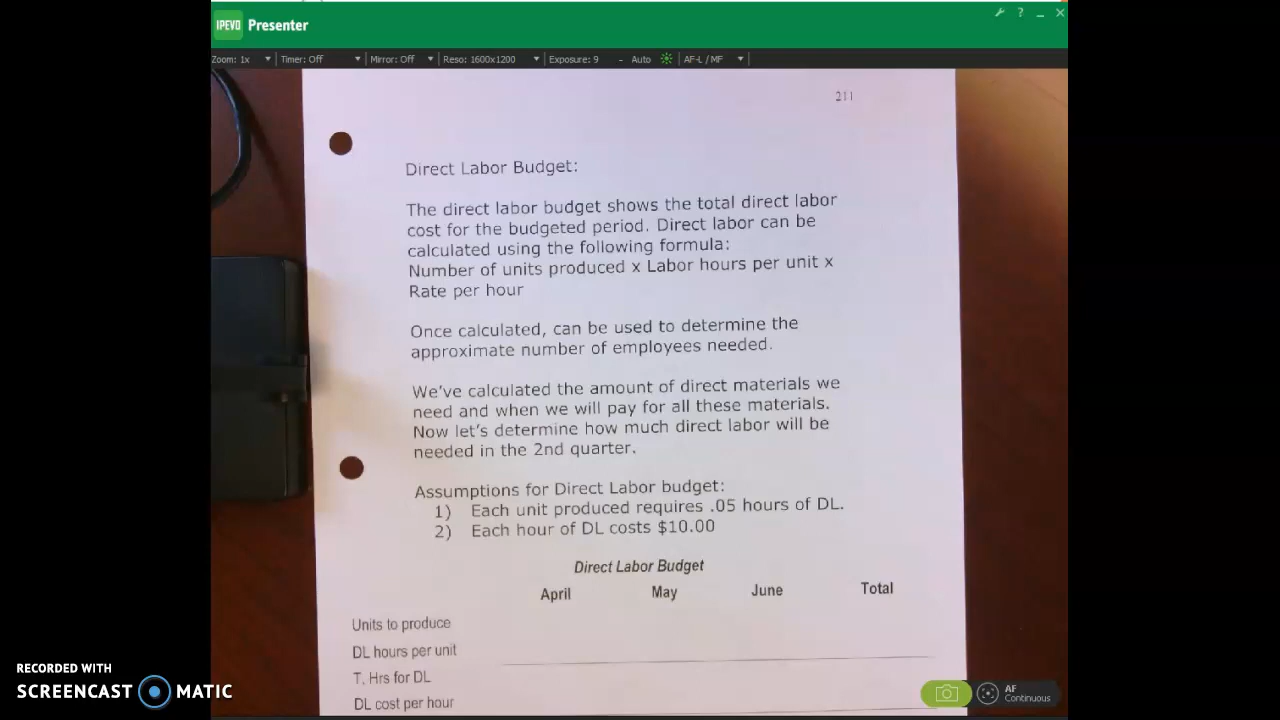 IPEVO Presenter
Zoom: 1x Timer: Off Mirror: Off Reso: 1600x1200 Exposure: 9 - Auto AF-L / MF
211
Direct Labor Budget:
The direct labor budget shows the total direct labor
cost for the budgeted period. Direct labor can be
calculated using the following formula:
Number of units produced x Labor hours per unit x
Rate per hour
Once calculated, can be used to determine the
approximate number of employees needed.
We've calculated the amount of direct materials we
need and when we will pay for all these materials.
Now let's determine how much direct labor will be
needed in the 2nd quarter.
Assumptions for Direct Labor budget:
1) Each unit produced requires .05 hours of DL.
2) Each hour of DL costs $10.00
Direct Labor Budget
April May June Total
Units to produce
DL hours per unit
T. Hrs for DL
DL cost per hour
AF
Continuous
RECORDED WITH
SCREENCAST MATIC